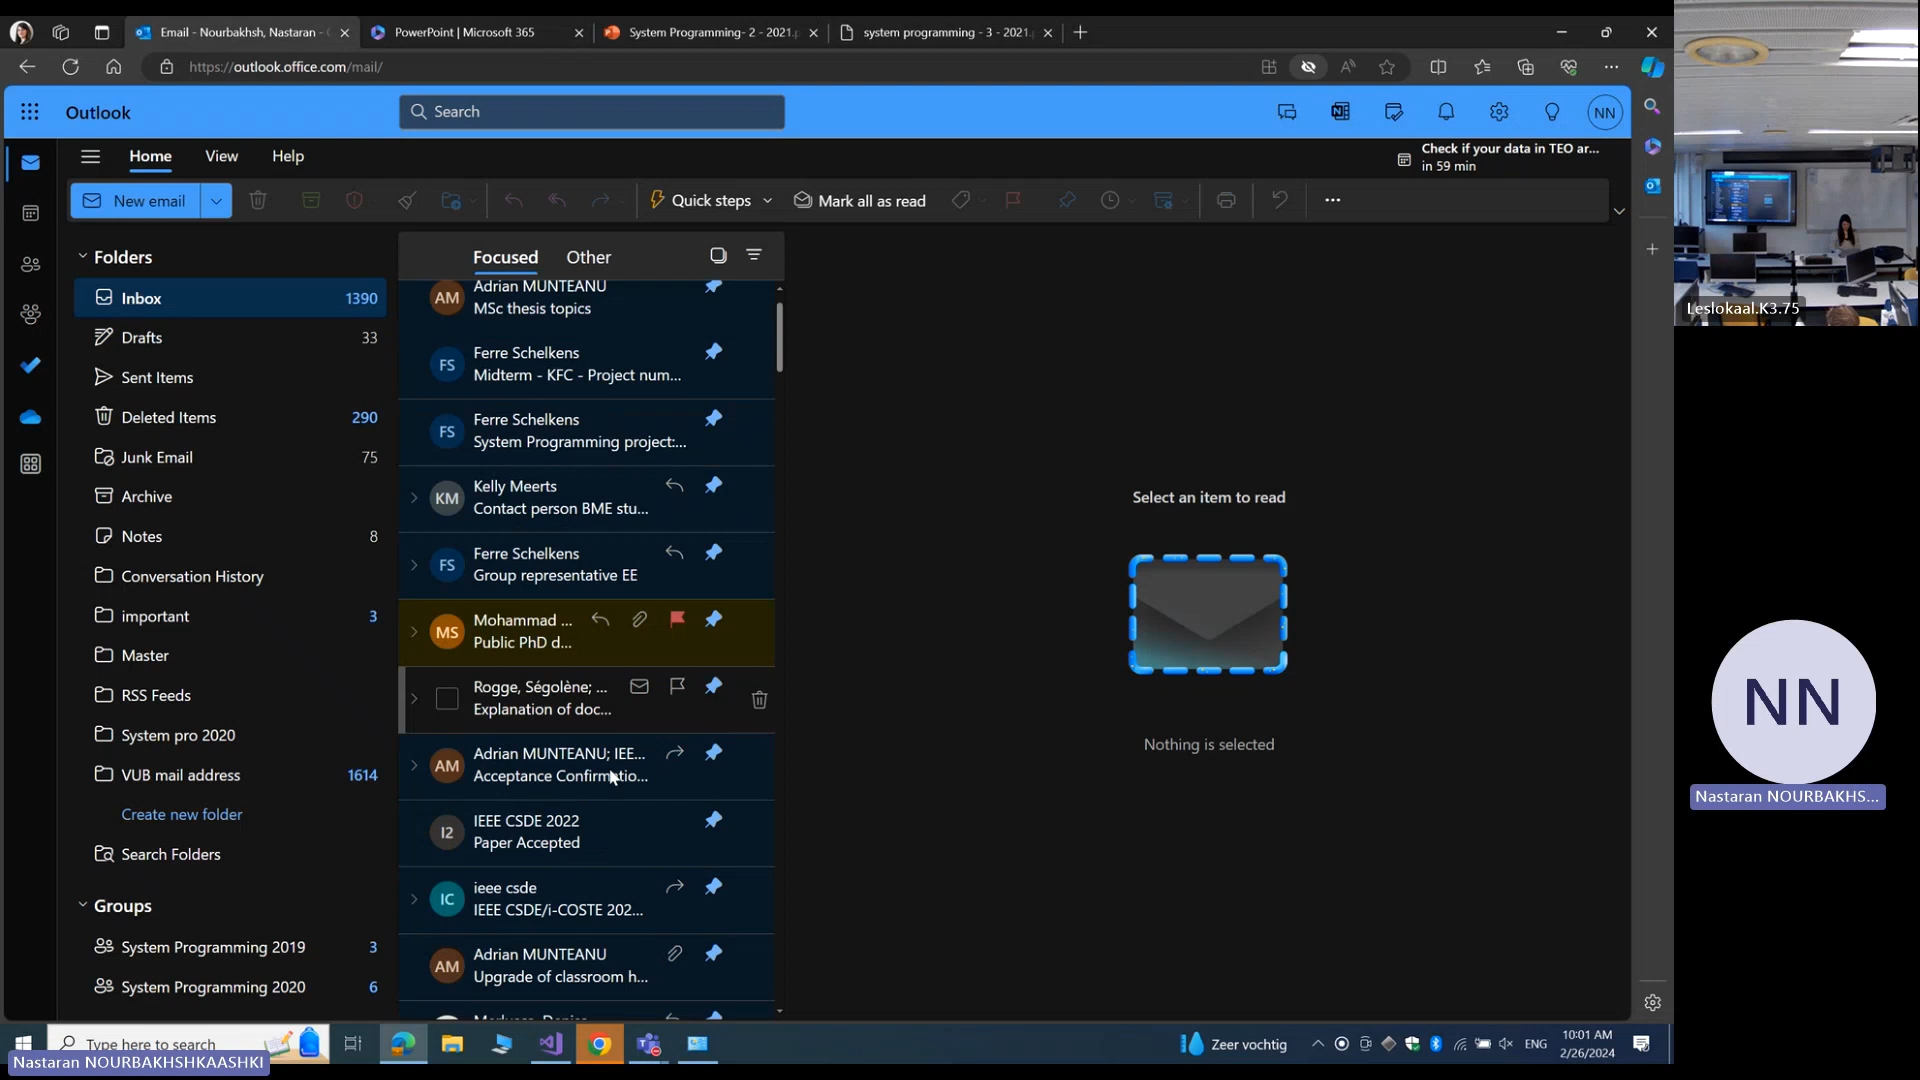 Email - Nourbakhsh, Nastaran -
PowerPoint | Microsoft 365
System Programming- 2 - 2021.
system programming - 3 - 2021.
https://outlook.office.com/mail/
Outlook
Search
NN
Home
View
Help
Check if your data in TEO ar...
in 59 min
New email
Quick steps
Mark all as read
Folders
Inbox 1390
Drafts 33
Sent Items
Deleted Items 290
Junk Email 75
Archive
Notes 8
Conversation History
important 3
Master
RSS Feeds
System pro 2020
VUB mail address 1614
Create new folder
Search Folders
Groups
System Programming 2019 3
System Programming 2020 6
Focused
Other
AM
Adrian MUNTEANU
MSc thesis topics
FS
Ferre Schelkens
Midterm - KFC - Project num...
FS
Ferre Schelkens
System Programming project:...
KM
Kelly Meerts
Contact person BME stu...
FS
Ferre Schelkens
Group representative EE
MS
Mohammad ...
Public PhD d...
Rogge, Ségolène; ...
Explanation of doc...
AM
Adrian MUNTEANU; IEE...
Acceptance Confirmatio...
I2
IEEE CSDE 2022
Paper Accepted
IC
ieee csde
IEEE CSDE/i-COSTE 202...
AM
Adrian MUNTEANU
Upgrade of classroom h...
Select an item to read
Nothing is selected
Leslokaal.K3.75
NN
Nastaran NOURBAKHS...
Type here to search
Nastaran NOURBAKHSHKAASHKI
Zeer vochtig
ENG
10:01 AM
2/26/2024